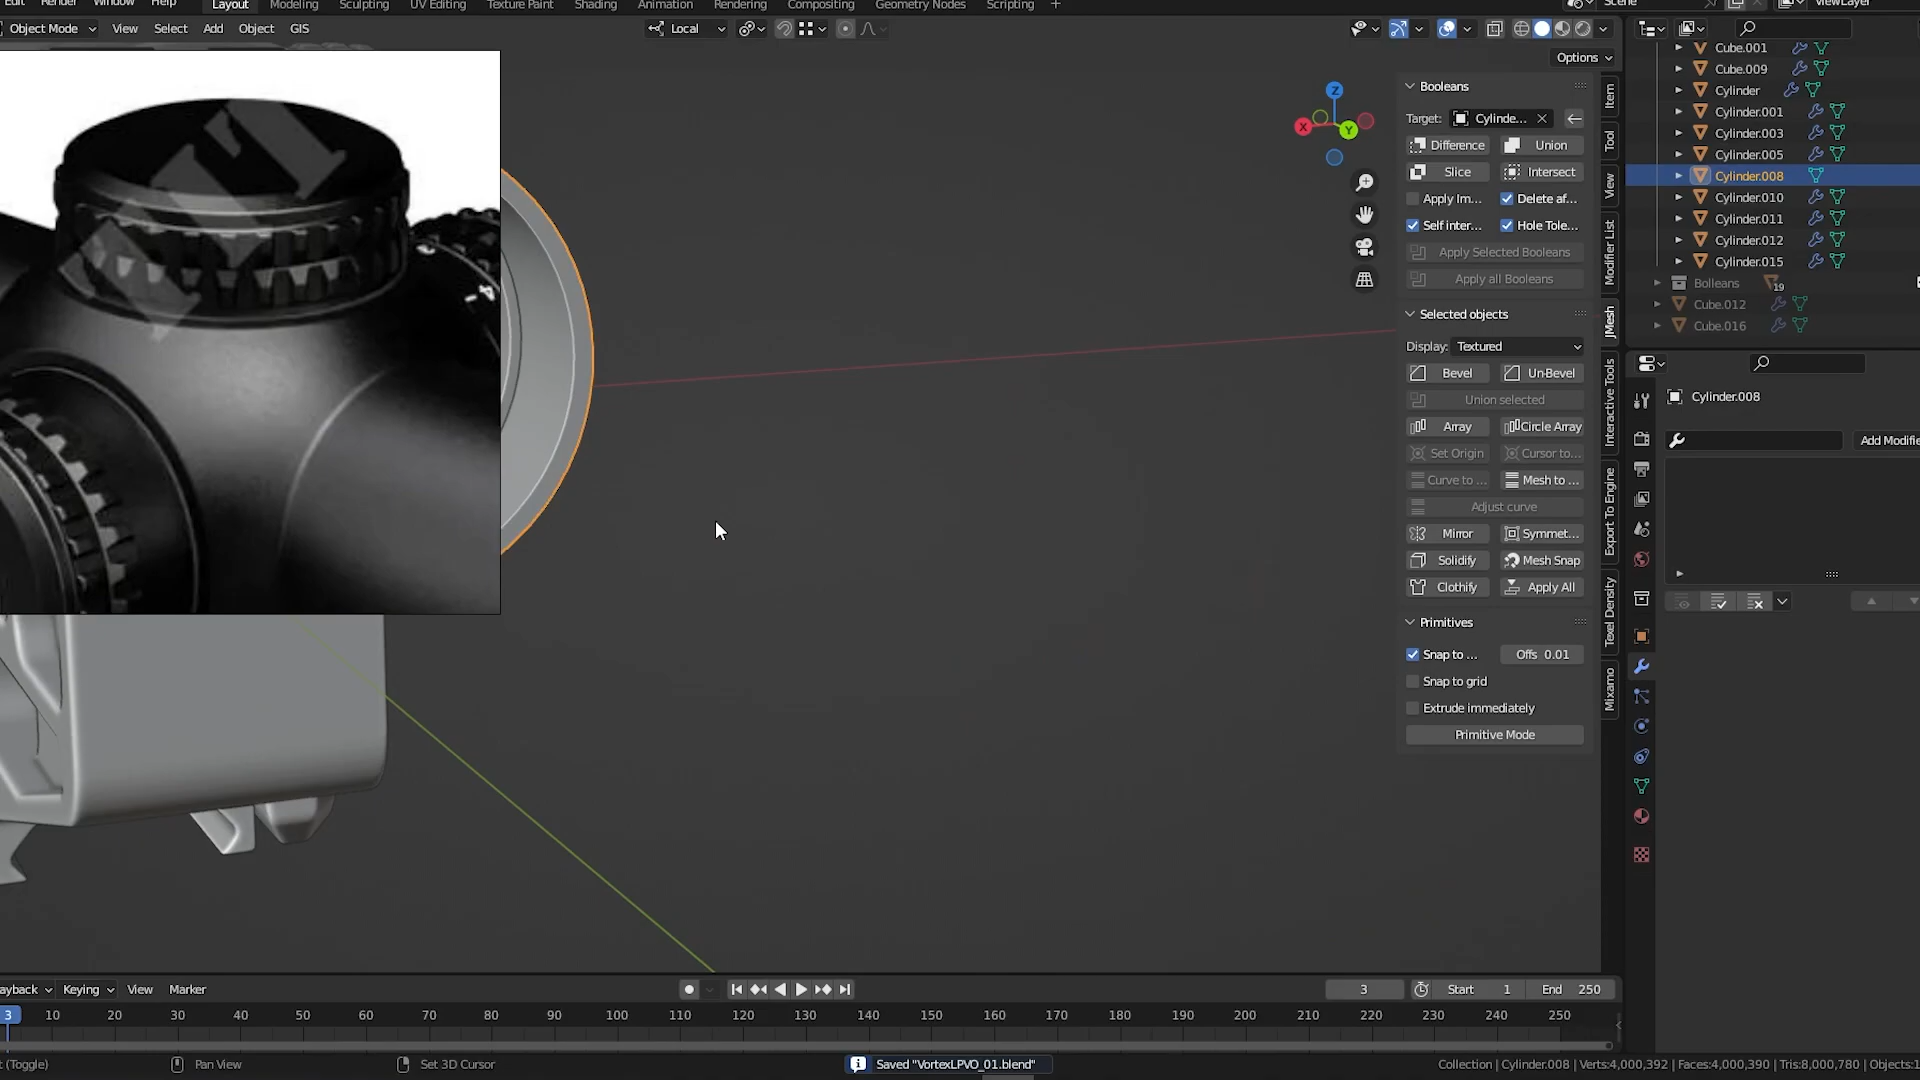 Edit Render Window Help Layout Modeling Sculpting UV Editing Texture Paint Shading Animation Rendering Compositing Geometry Nodes Scripting + Scene ViewLayer
Object Mode View Select Add Object GIS Local
Options
Booleans
Target: Cylinde...
Difference Union
Slice Intersect
Apply Im... Delete af...
Self inter... Hole Tole...
Apply Selected Booleans
Apply all Booleans
Selected objects
Display: Textured
Bevel Un-Bevel
Union selected
Array Circle Array
Set Origin Cursor to...
Curve to ... Mesh to ...
Adjust curve
Mirror Symmet...
Solidify Mesh Snap
Clothify Apply All
Primitives
Snap to ... Offs 0.01
Snap to grid
Extrude immediately
Primitive Mode
Item
Tool
View
Modifier List
JMesh
Interactive Tools
Export To Engine
Texel Density
Mixamo
Cube.001
Cube.009
Cylinder
Cylinder.001
Cylinder.003
Cylinder.005
Cylinder.008
Cylinder.010
Cylinder.011
Cylinder.012
Cylinder.015
Bolleans 19
Cube.012
Cube.016
Cylinder.008
Add Modifie
X
Y
Z
4
ayback Keying View Marker 3 Start 1 End 250
3 10 20 30 40 50 60 70 80 90 100 110 120 130 140 150 160 170 180 190 200 210 220 230 240 250
t (Toggle) Pan View Set 3D Cursor Saved "VortexLPVO_01.blend" Collection | Cylinder.008 | Verts:4,000,392 | Faces:4,000,390 | Tris:8,000,780 | Objects:1